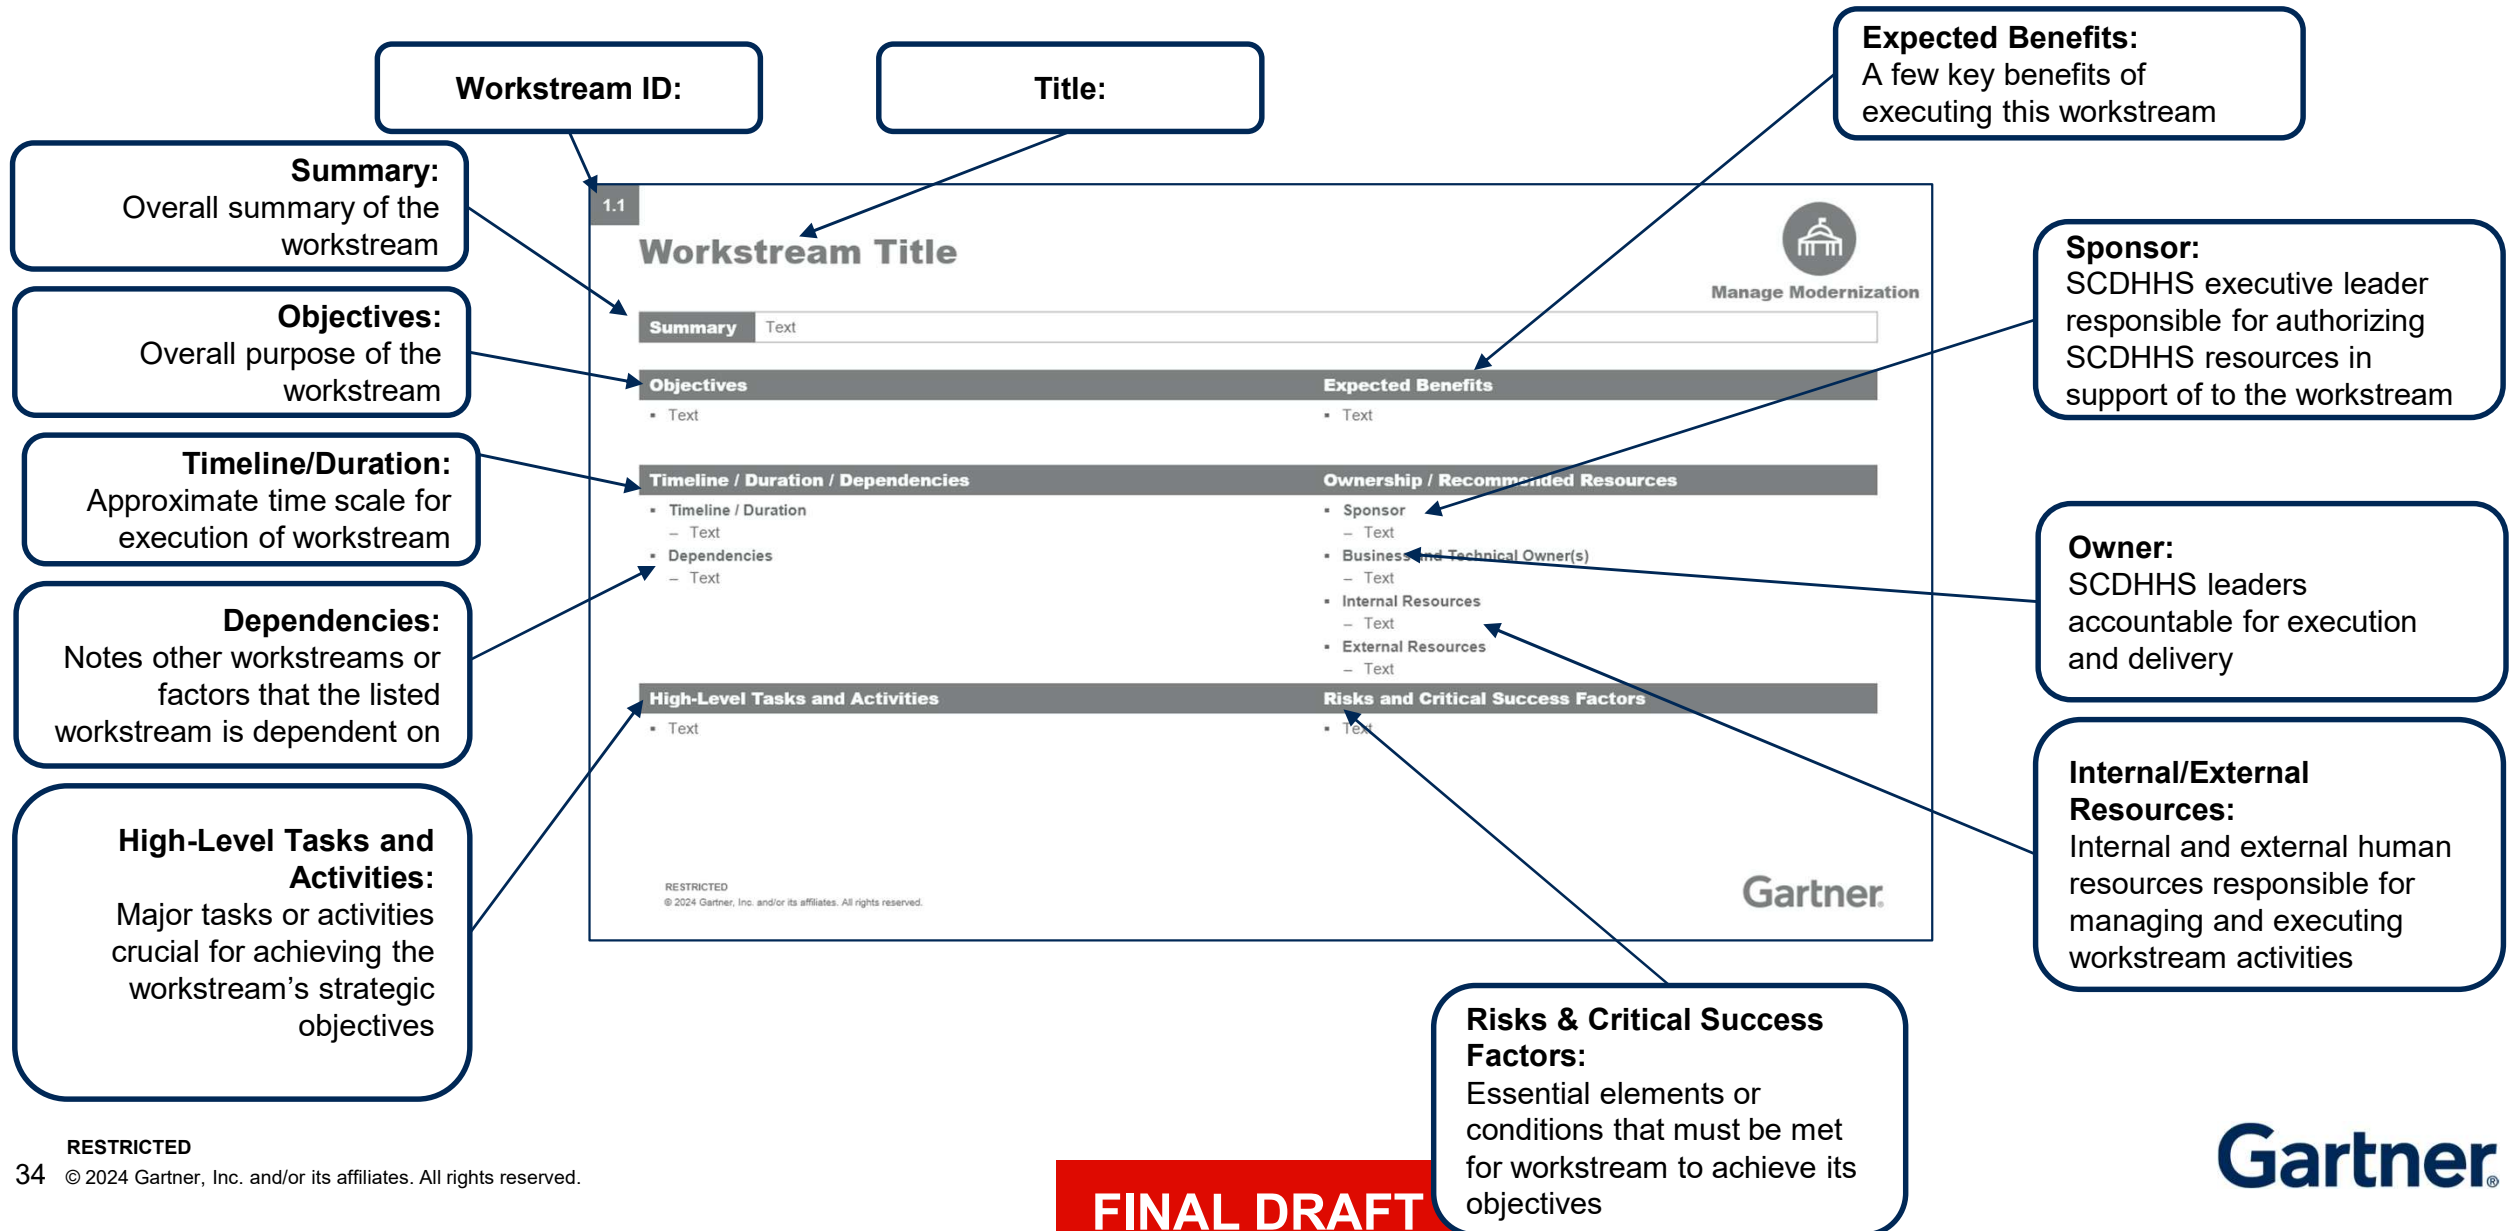 Workstream ID:
Title:
Expected Benefits:
A few key benefits of
executing this workstream
Summary:
Overall summary of the
workstream
Objectives:
Overall purpose of the
workstream
Timeline/Duration:
Approximate time scale for
execution of workstream
Dependencies:
Notes other workstreams or
factors that the listed
workstream is dependent on
High-Level Tasks and
Activities:
Major tasks or activities
crucial for achieving the
workstream’s strategic
objectives
1.1
Workstream Title
Manage Modernization
Summary Text
Objectives
▪ Text
Expected Benefits
▪ Text
Timeline / Duration / Dependencies
▪ Timeline / Duration
– Text
▪ Dependencies
– Text
Ownership / Recommended Resources
▪ Sponsor
– Text
▪ Business and Technical Owner(s)
– Text
▪ Internal Resources
– Text
▪ External Resources
– Text
High-Level Tasks and Activities
▪ Text
Risks and Critical Success Factors
▪ Text
RESTRICTED
© 2024 Gartner, Inc. and/or its affiliates. All rights reserved.
Gartner.
Sponsor:
SCDHHS executive leader
responsible for authorizing
SCDHHS resources in
support of to the workstream
Owner:
SCDHHS leaders
accountable for execution
and delivery
Internal/External
Resources:
Internal and external human
resources responsible for
managing and executing
workstream activities
Risks & Critical Success
Factors:
Essential elements or
conditions that must be met
for workstream to achieve its
objectives
RESTRICTED
34 © 2024 Gartner, Inc. and/or its affiliates. All rights reserved.
FINAL DRAFT
Gartner®